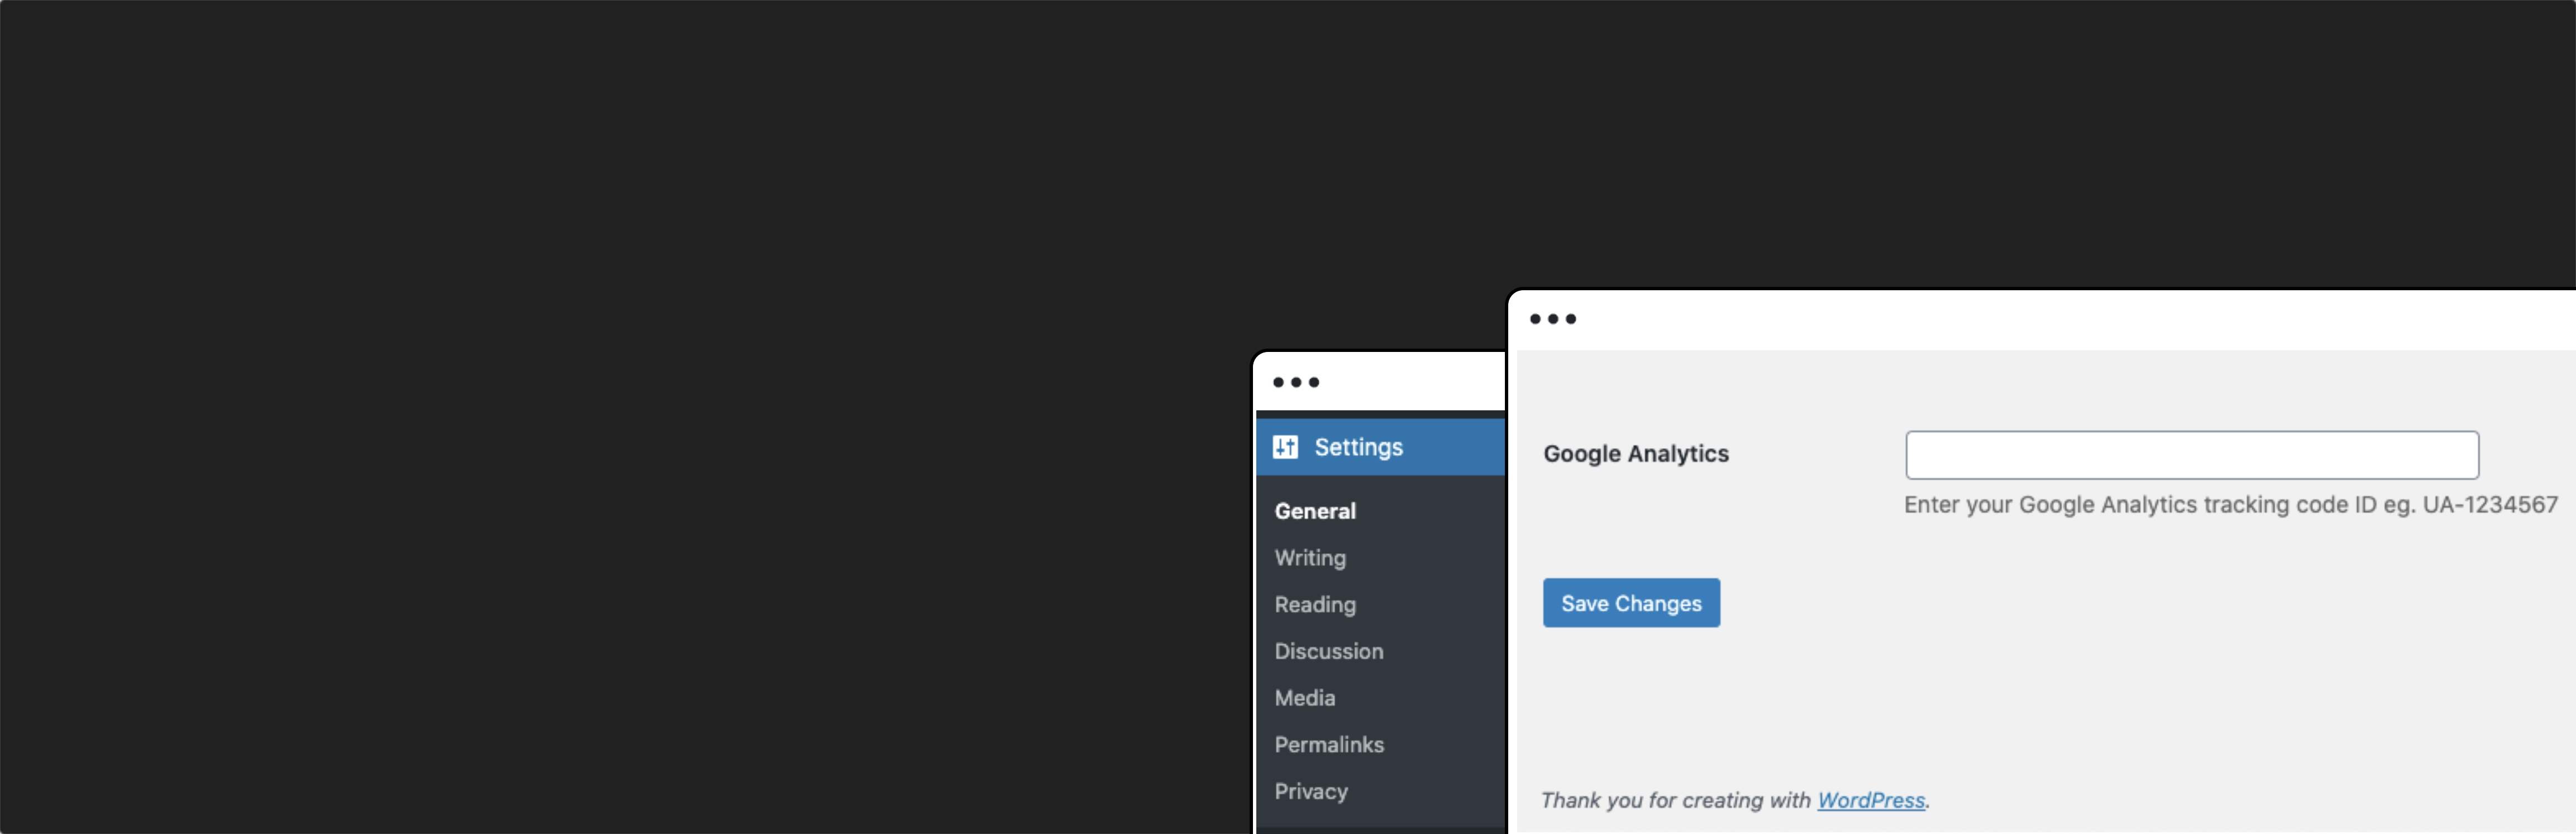 Settings
General
Writing
Reading
Discussion
Media
Permalinks
Privacy
Google Analytics
Enter your Google Analytics tracking code ID eg. UA-1234567
Save Changes
Thank you for creating with WordPress.